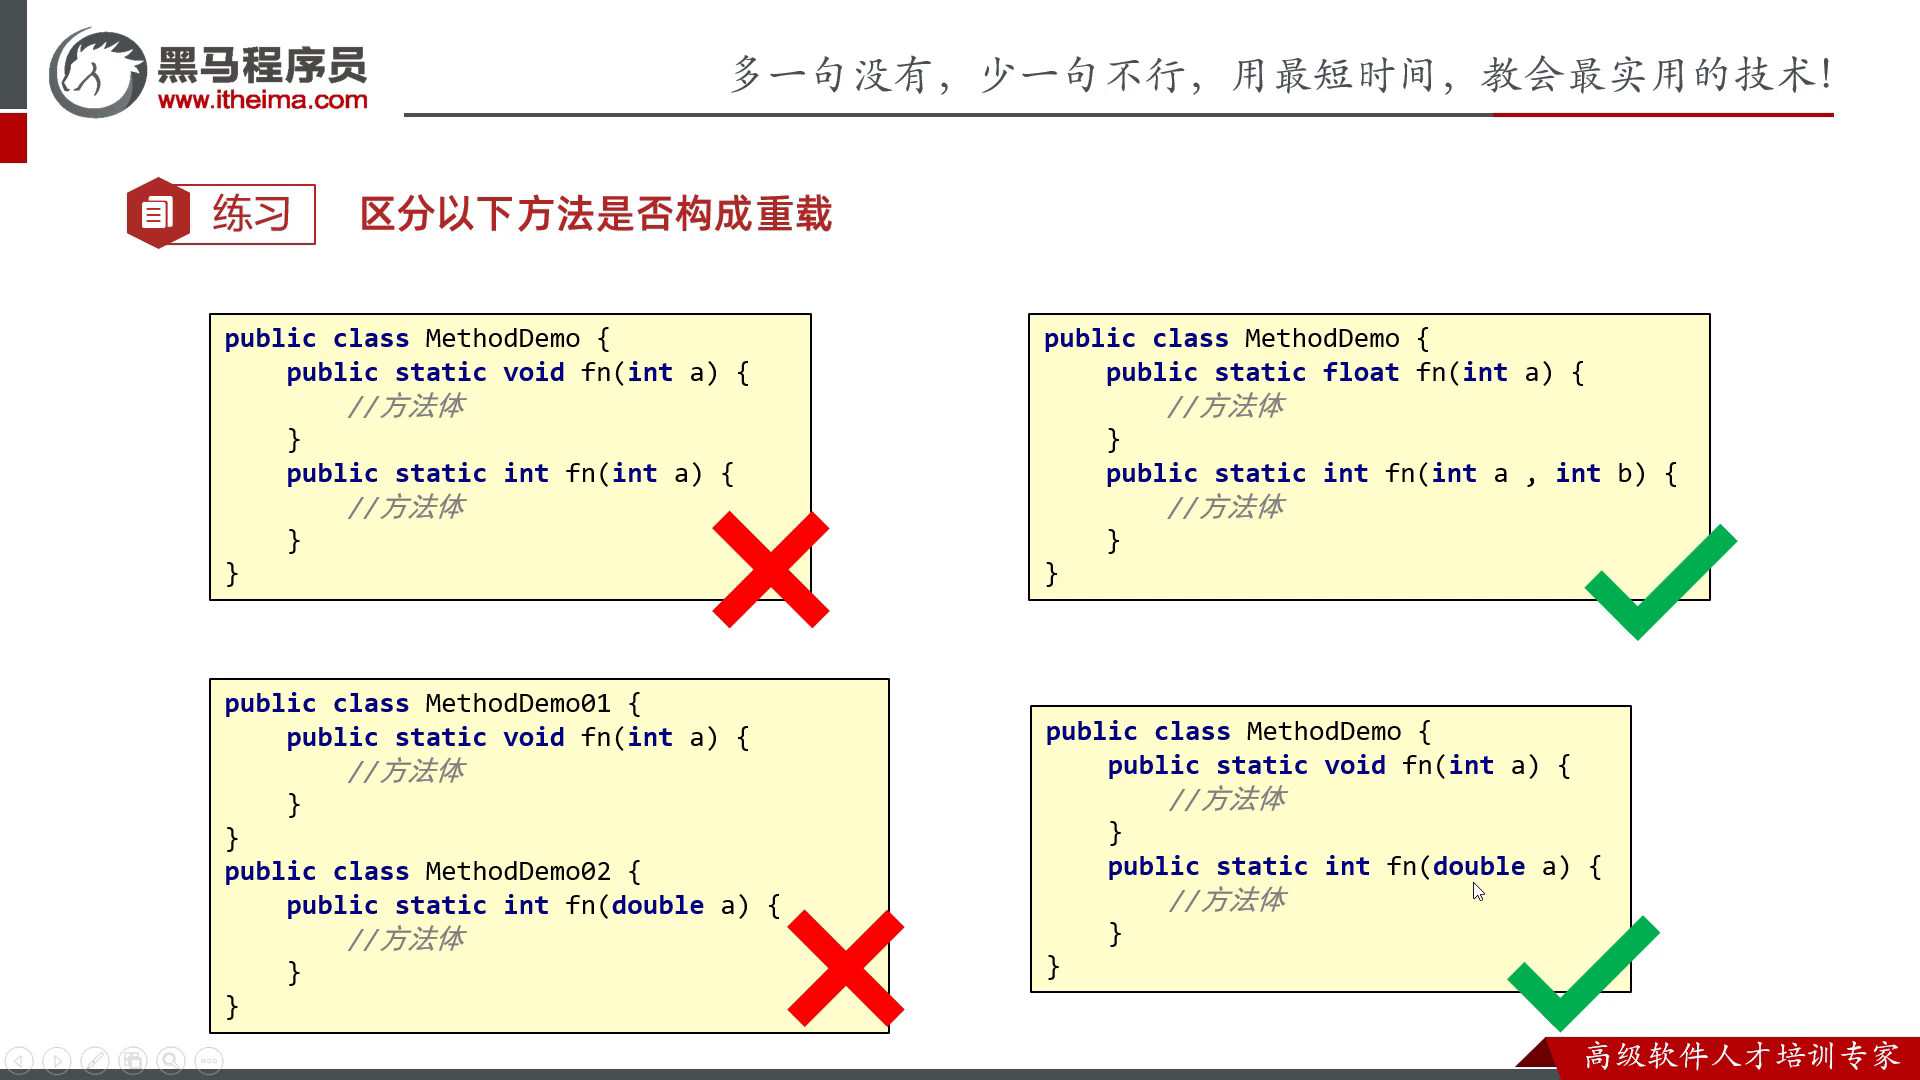 黑马程序员
www.itheima.com
多一句没有，少一句不行，用最短时间，教会最实用的技术！
练习
区分以下方法是否构成重载
public class MethodDemo {
    public static void fn(int a) {
        //方法体
    }
    public static int fn(int a) {
        //方法体
    }
}
public class MethodDemo {
    public static float fn(int a) {
        //方法体
    }
    public static int fn(int a , int b) {
        //方法体
    }
}
public class MethodDemo01 {
    public static void fn(int a) {
        //方法体
    }
}
public class MethodDemo02 {
    public static int fn(double a) {
        //方法体
    }
}
public class MethodDemo {
    public static void fn(int a) {
        //方法体
    }
    public static int fn(double a) {
        //方法体
    }
}
高级软件人才培训专家